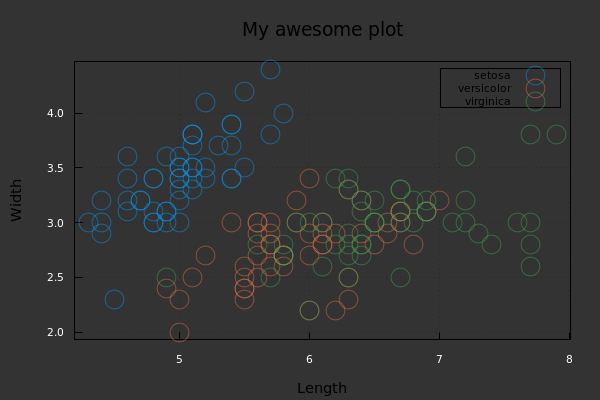 My awesome plot
setosa
versicolor
virginica
4.0
3.5
3.0
2.5
2.0
Width
5 6 7 8
Length